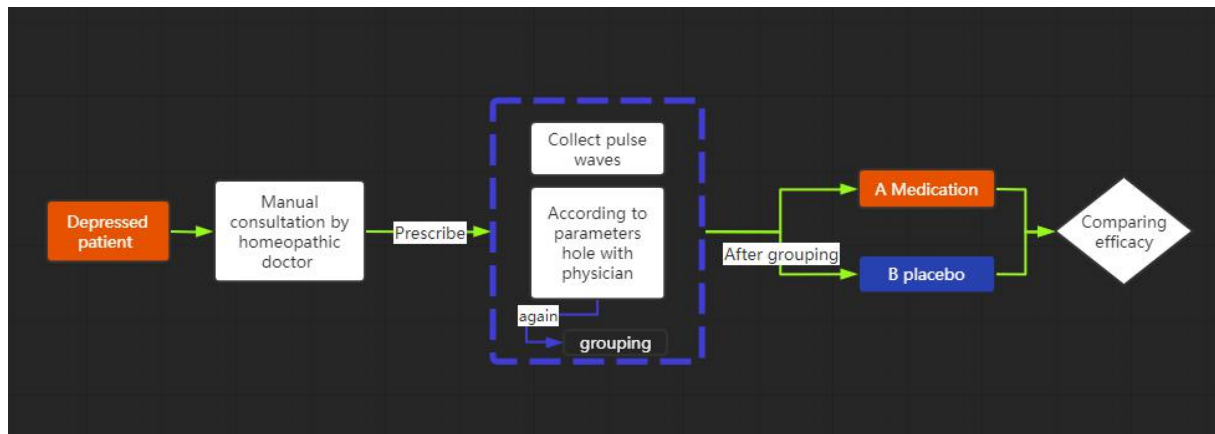 Depressed
patient
Manual
consultation by
homeopathic
doctor
Prescribe
Collect pulse
waves
According to
parameters
hole with
physician
again
grouping
After grouping
A Medication
B placebo
Comparing
efficacy